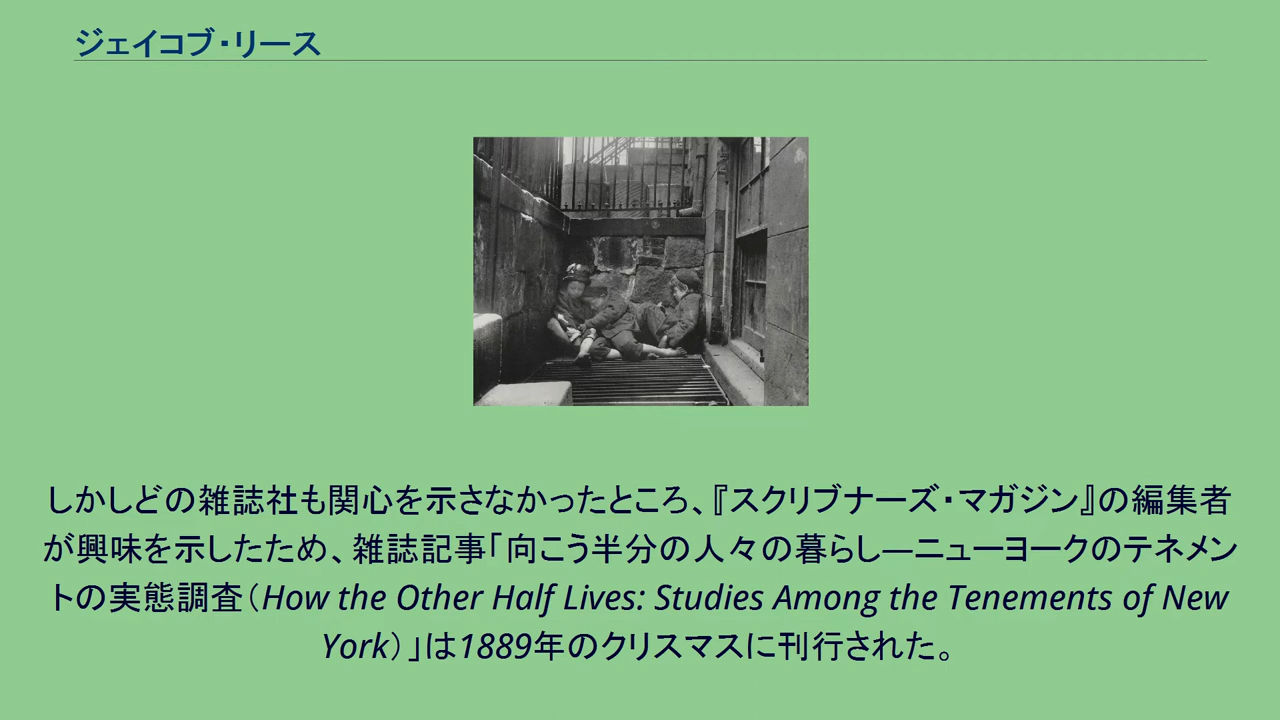 ジェイコブ・リース
しかしどの雑誌社も関心を示さなかったところ、『スクリブナーズ・マガジン』の編集者
が興味を示したため、雑誌記事「向こう半分の人々の暮らし―ニューヨークのテネメン
トの実態調査（How the Other Half Lives: Studies Among the Tenements of New
York）」は1889年のクリスマスに刊行された。